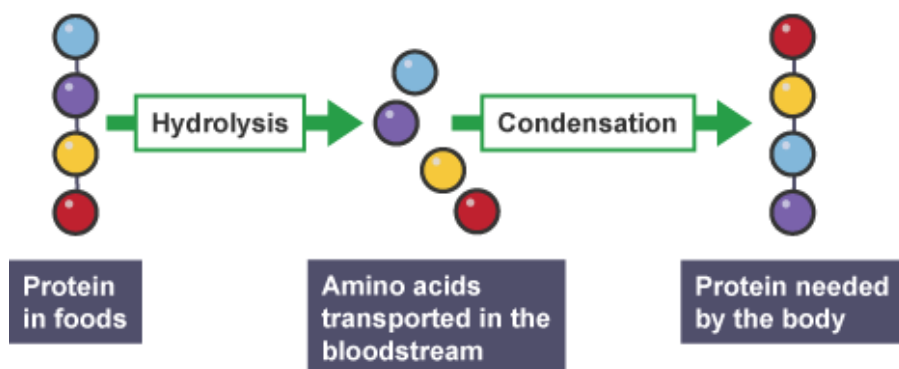 Hydrolysis
Condensation
Protein
in foods
Amino acids
transported in the
bloodstream
Protein needed
by the body